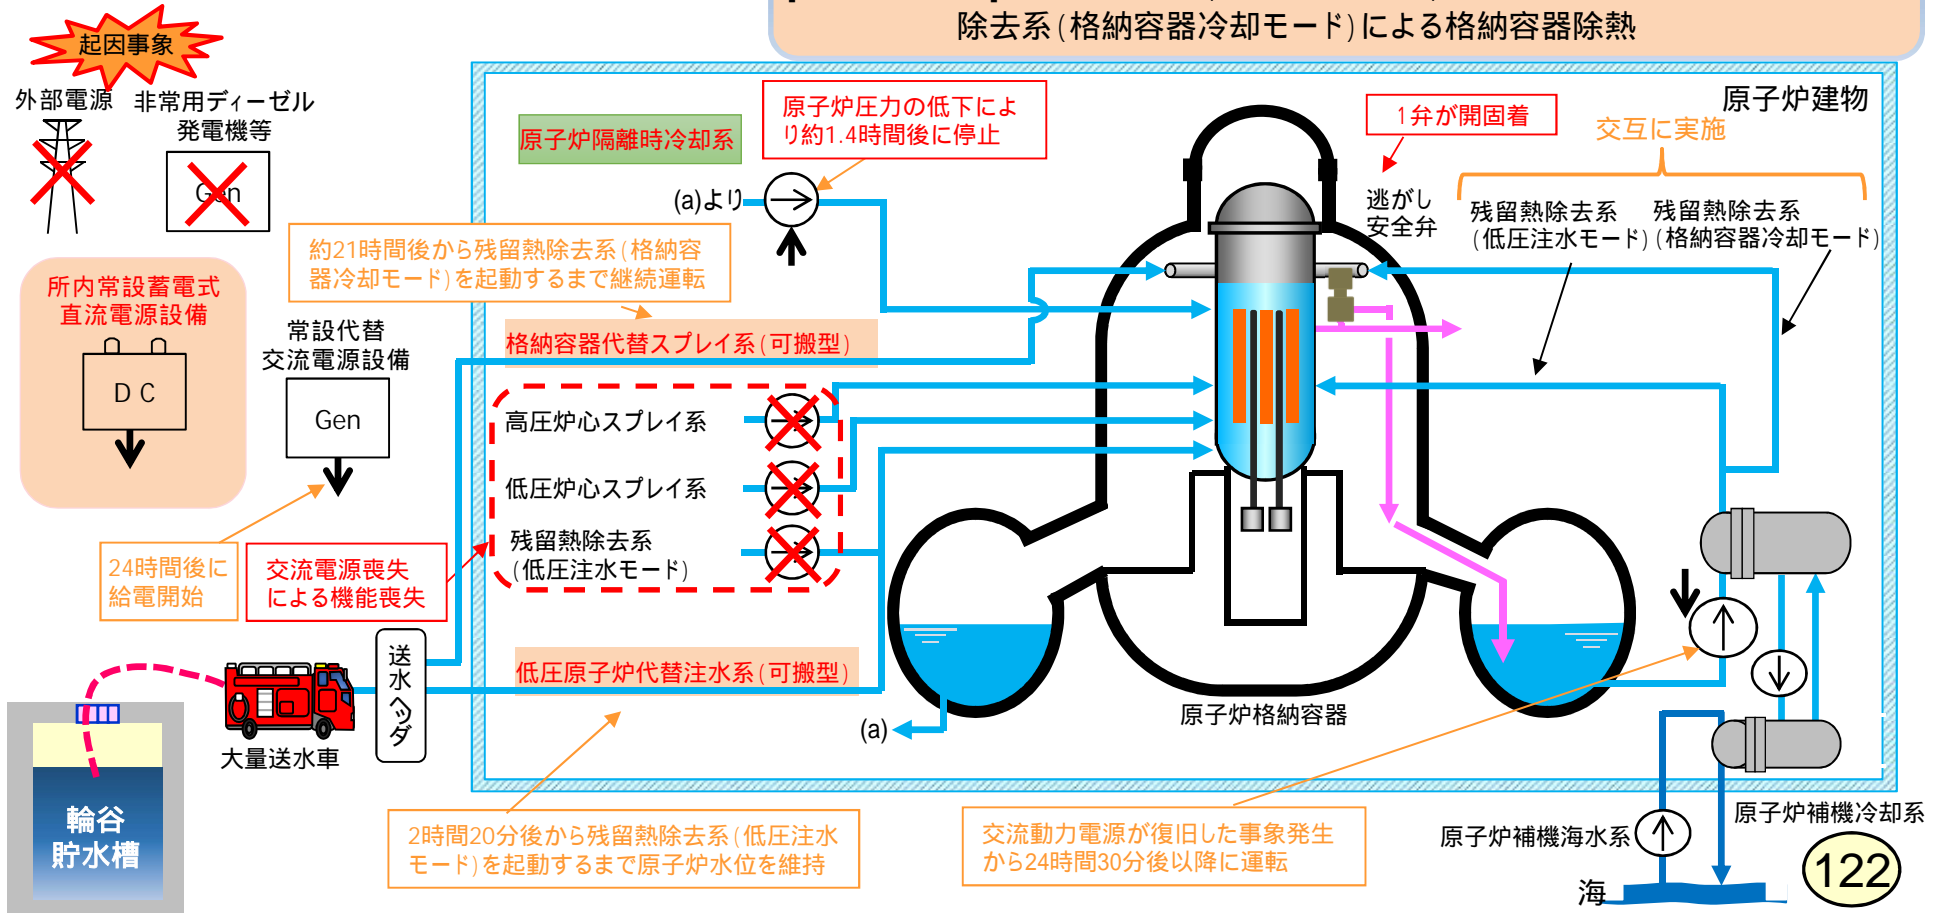 除去系(格納容器冷却モード)による格納容器除熱
起因事象
外部電源
非常用ディーゼル
発電機等
Gen
所内常設蓄電式
直流電源設備
D C
常設代替
交流電源設備
Gen
24時間後に
給電開始
交流電源喪失
による機能喪失
原子炉建物
原子炉隔離時冷却系
原子炉圧力の低下によ
り約1.4時間後に停止
(a)より
約21時間後から残留熱除去系(格納容
器冷却モード)を起動するまで継続運転
格納容器代替スプレイ系(可搬型)
高圧炉心スプレイ系
低圧炉心スプレイ系
残留熱除去系
(低圧注水モード)
低圧原子炉代替注水系(可搬型)
1弁が開固着
逃がし
安全弁
交互に実施
残留熱除去系
(低圧注水モード)
残留熱除去系
(格納容器冷却モード)
原子炉格納容器
(a)
送水ヘッダ
大量送水車
輪谷
貯水槽
2時間20分後から残留熱除去系(低圧注水
モード)を起動するまで原子炉水位を維持
交流動力電源が復旧した事象発生
から24時間30分後以降に運転
原子炉補機冷却系
原子炉補機海水系
海
122